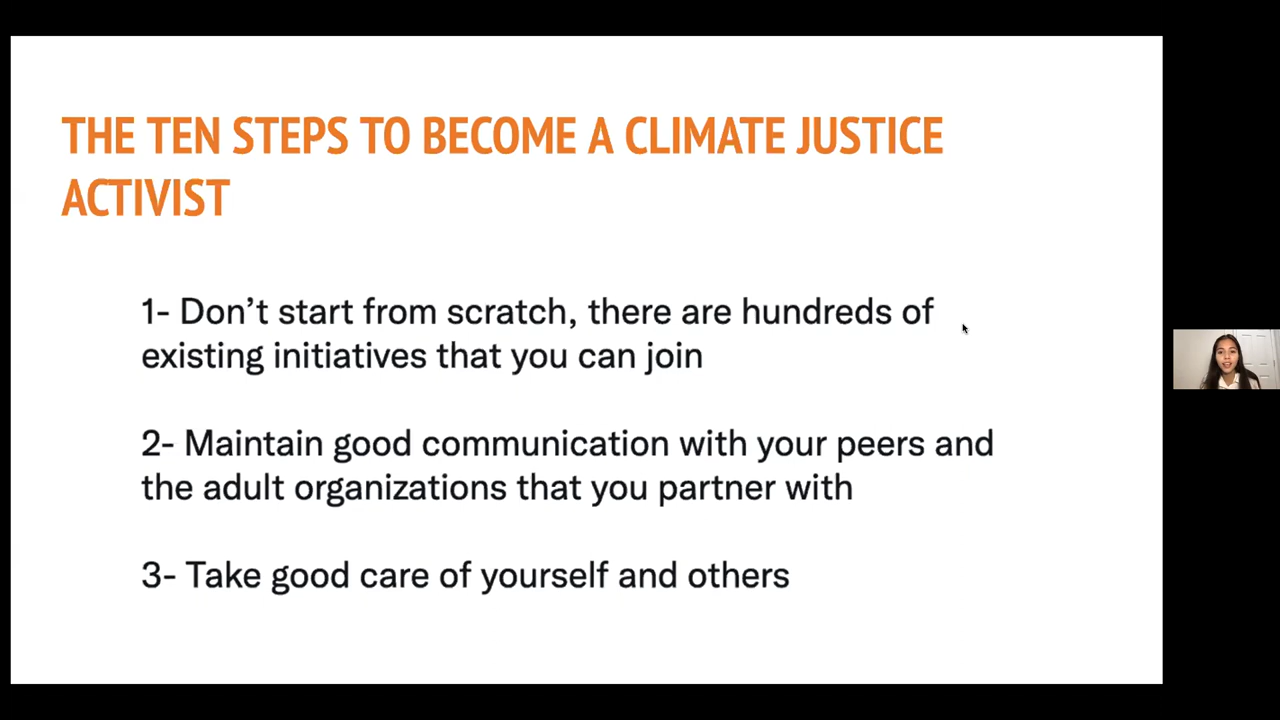 THE TEN STEPS TO BECOME A CLIMATE JUSTICE
ACTIVIST
1- Don’t start from scratch, there are hundreds of
existing initiatives that you can join
2- Maintain good communication with your peers and
the adult organizations that you partner with
3- Take good care of yourself and others